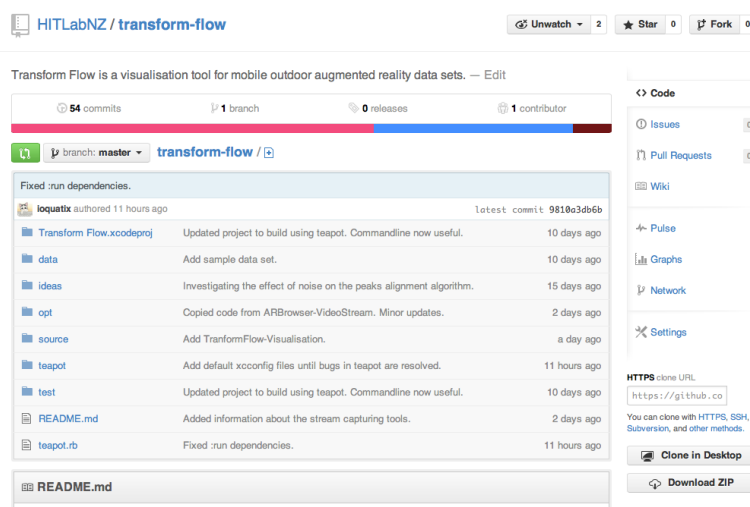 HITLabNZ / transform-flow
Unwatch 2 Star 0 Fork 0
Transform Flow is a visualisation tool for mobile outdoor augmented reality data sets. — Edit
54 commits 1 branch 0 releases 1 contributor
branch: master transform-flow /
Fixed :run dependencies.
ioquatix authored 11 hours ago latest commit 9810a3db6b
Transform Flow.xcodeproj Updated project to build using teapot. Commandline now useful. 10 days ago
data Add sample data set. 10 days ago
ideas Investigating the effect of noise on the peaks alignment algorithm. 15 days ago
opt Copied code from ARBrowser-VideoStream. Minor updates. 2 days ago
source Add TranformFlow-Visualisation. a day ago
teapot Add default xcconfig files until bugs in teapot are resolved. 11 hours ago
test Updated project to build using teapot. Commandline now useful. 10 days ago
README.md Added information about the stream capturing tools. 2 days ago
teapot.rb Fixed :run dependencies. 11 hours ago
README.md
Code
Issues
Pull Requests
Wiki
Pulse
Graphs
Network
Settings
HTTPS clone URL
https://github.co
You can clone with HTTPS, SSH,
Subversion, and other methods.
Clone in Desktop
Download ZIP